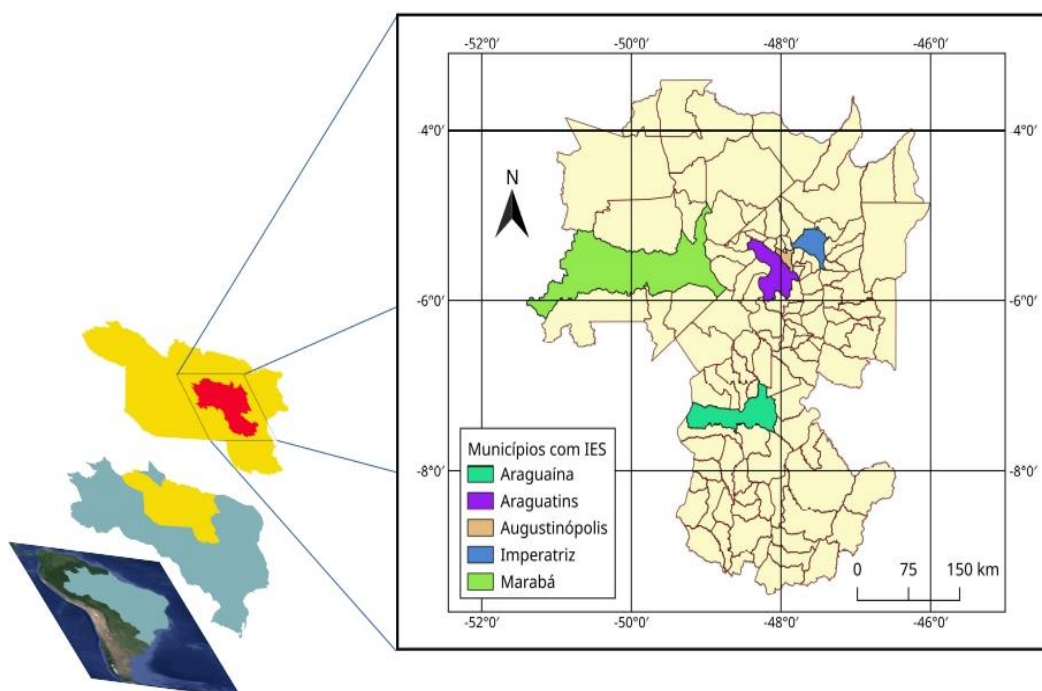 -52°0′ -50°0′ -48°0′ -46°0′
-4°0′ -4°0′
N
-6°0′ -6°0′
Municípios com IES
Araguaína
Araguatins
Augustinópolis
Imperatriz
Marabá
-8°0′ -8°0′
0 75 150 km
-52°0′ -50°0′ -48°0′ -46°0′